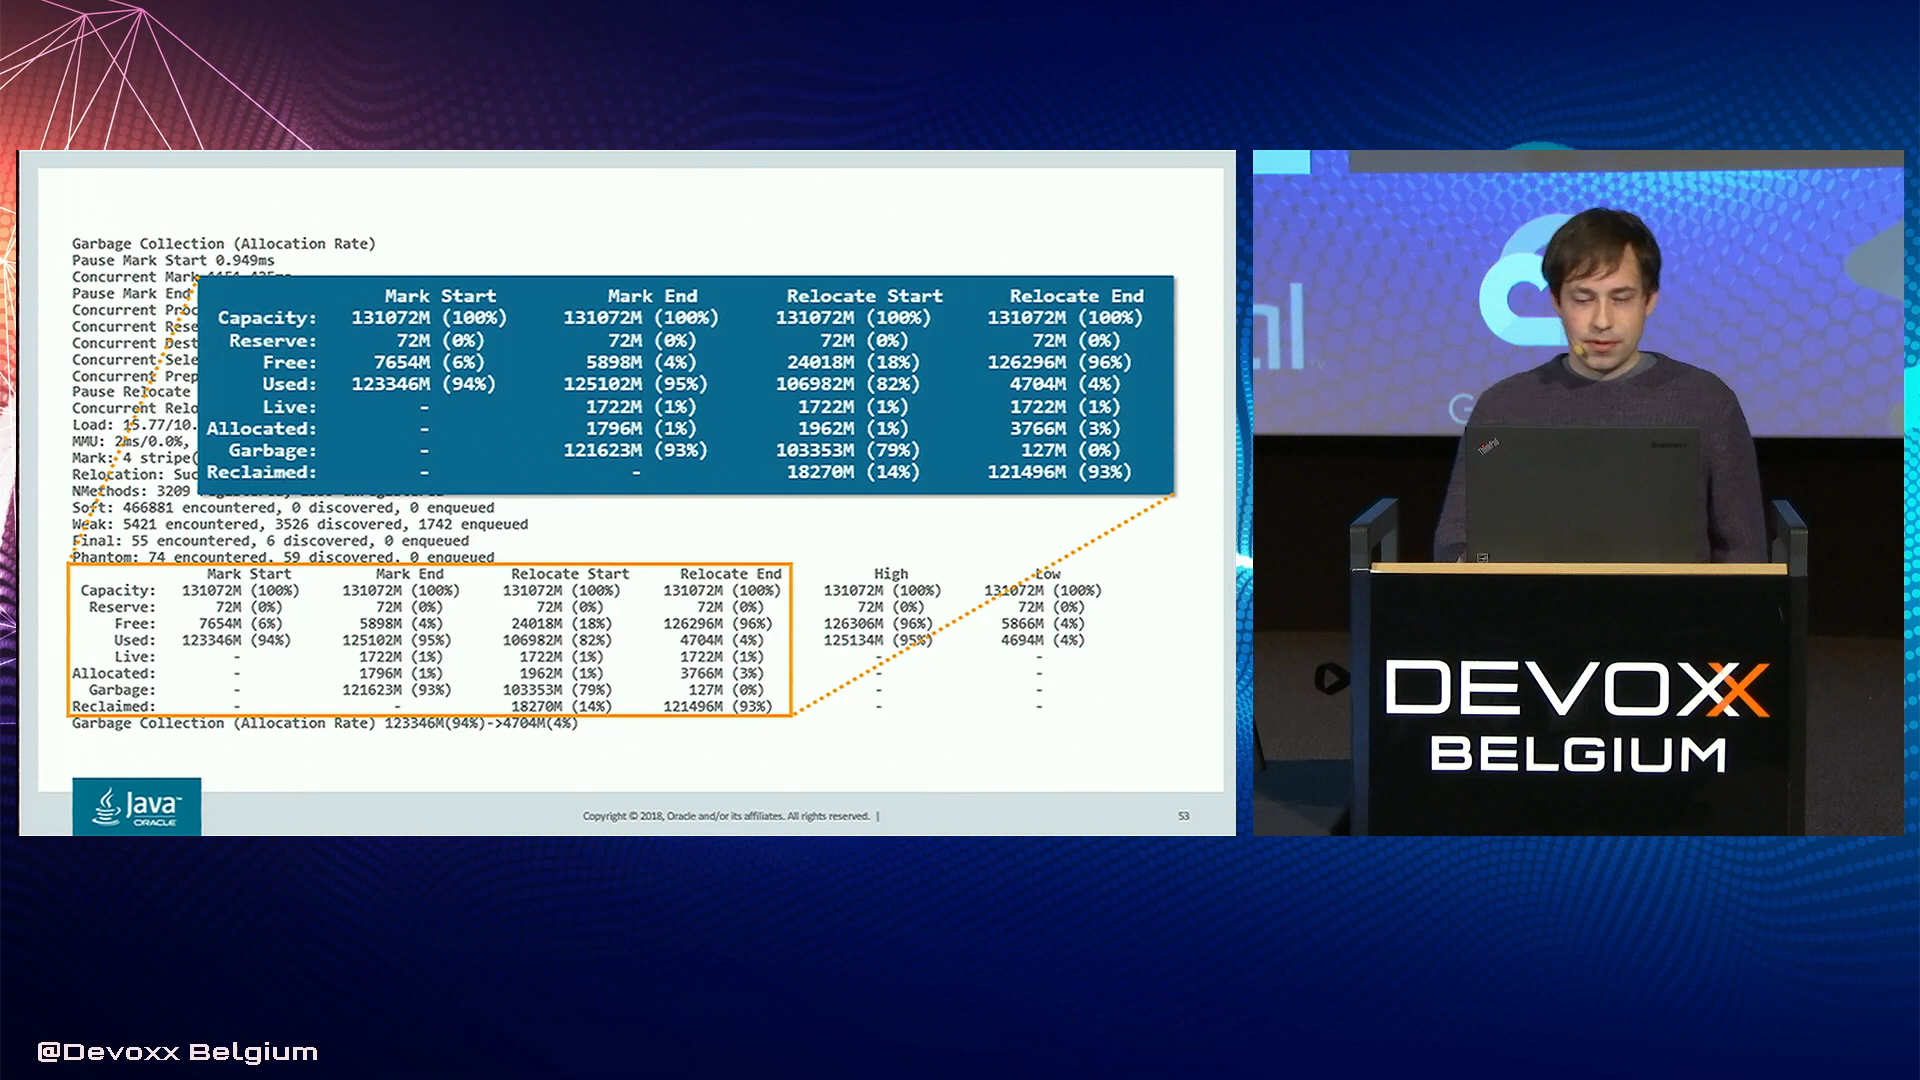 Garbage Collection (Allocation Rate)
Pause Mark Start 0.949ms
Concurrent Mark
Pause Mark End
Concurrent Proc
Concurrent Rese
Concurrent Dest
Concurrent Sele
Concurrent Prep
Pause Relocate
Concurrent Relo
Load: 15.77/10.
MMU: 2ms/0.0%,
Mark: 4 stripe(
Relocation: Suc
NMethods: 3209
Soft: 466881 encountered, 0 discovered, 0 enqueued
Weak: 5421 encountered, 3526 discovered, 1742 enqueued
Final: 55 encountered, 6 discovered, 0 enqueued
Phantom: 74 encountered, 59 discovered, 0 enqueued
Mark Start Mark End Relocate Start Relocate End
Capacity: 131072M (100%) 131072M (100%) 131072M (100%) 131072M (100%)
Reserve: 72M (0%) 72M (0%) 72M (0%) 72M (0%)
Free: 7654M (6%) 5898M (4%) 24018M (18%) 126296M (96%)
Used: 123346M (94%) 125102M (95%) 106982M (82%) 4704M (4%)
Live: - 1722M (1%) 1722M (1%) 1722M (1%)
Allocated: - 1796M (1%) 1962M (1%) 3766M (3%)
Garbage: - 121623M (93%) 103353M (79%) 127M (0%)
Reclaimed: - - 18270M (14%) 121496M (93%)
Mark Start Mark End Relocate Start Relocate End High Low
Capacity: 131072M (100%) 131072M (100%) 131072M (100%) 131072M (100%) 131072M (100%) 131072M (100%)
Reserve: 72M (0%) 72M (0%) 72M (0%) 72M (0%) 72M (0%) 72M (0%)
Free: 7654M (6%) 5898M (4%) 24018M (18%) 126296M (96%) 126306M (96%) 5866M (4%)
Used: 123346M (94%) 125102M (95%) 106982M (82%) 4704M (4%) 125134M (95%) 4694M (4%)
Live: - 1722M (1%) 1722M (1%) 1722M (1%) - -
Allocated: - 1796M (1%) 1962M (1%) 3766M (3%) - -
Garbage: - 121623M (93%) 103353M (79%) 127M (0%) - -
Reclaimed: - - 18270M (14%) 121496M (93%) - -
Garbage Collection (Allocation Rate) 123346M(94%)->4704M(4%)
Java™
ORACLE
Copyright © 2018, Oracle and/or its affiliates. All rights reserved. |
53
ThinkPad
DEVOXX
BELGIUM
@Devoxx Belgium